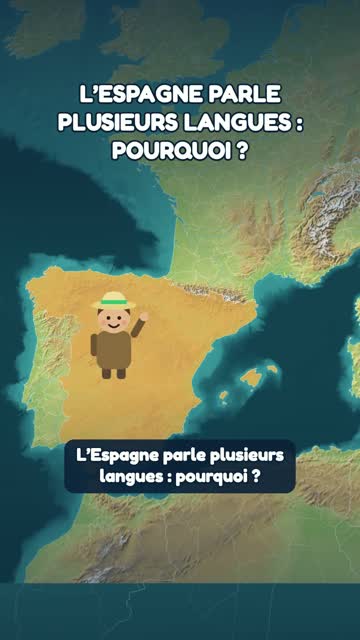 L’ESPAGNE PARLE
PLUSIEURS LANGUES :
POURQUOI ?
L’Espagne parle plusieurs
langues : pourquoi ?